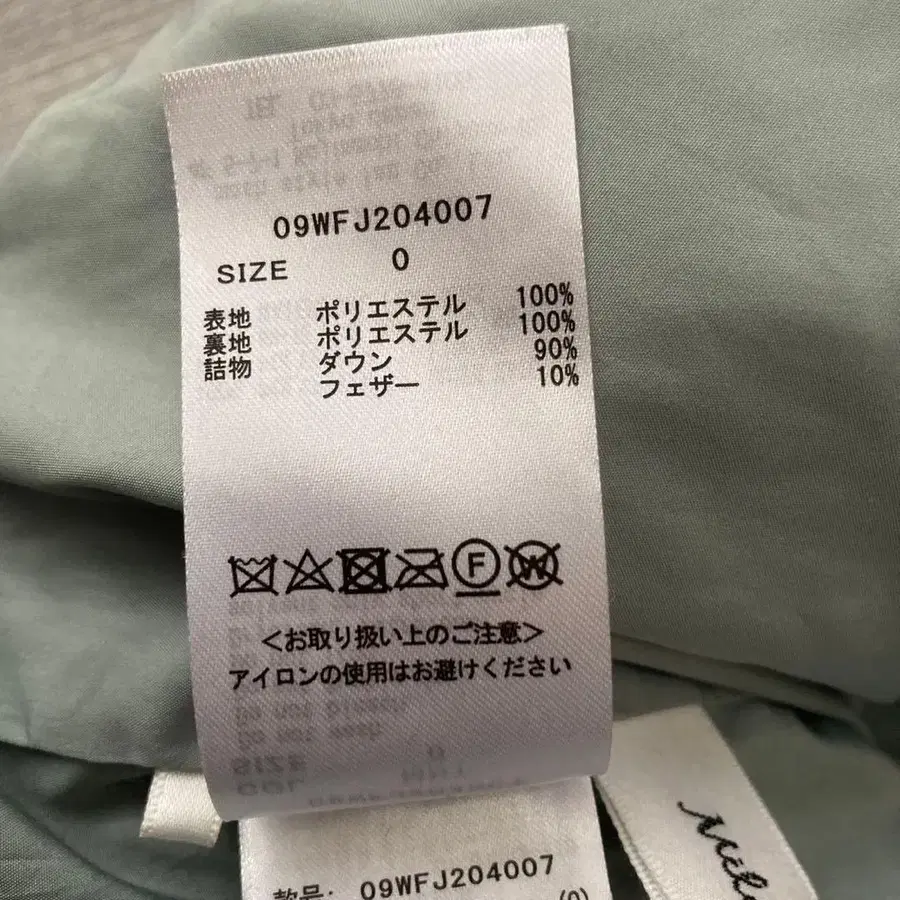 09WFJ204007
SIZE 0
表地 ポリエステル 100%
裏地 ポリエステル 100%
詰物 ダウン 90%
フェザー 10%
F
W
<お取り扱い上のご注意>
アイロンの使用はお避けください
款号: 09WFJ204007
(0)